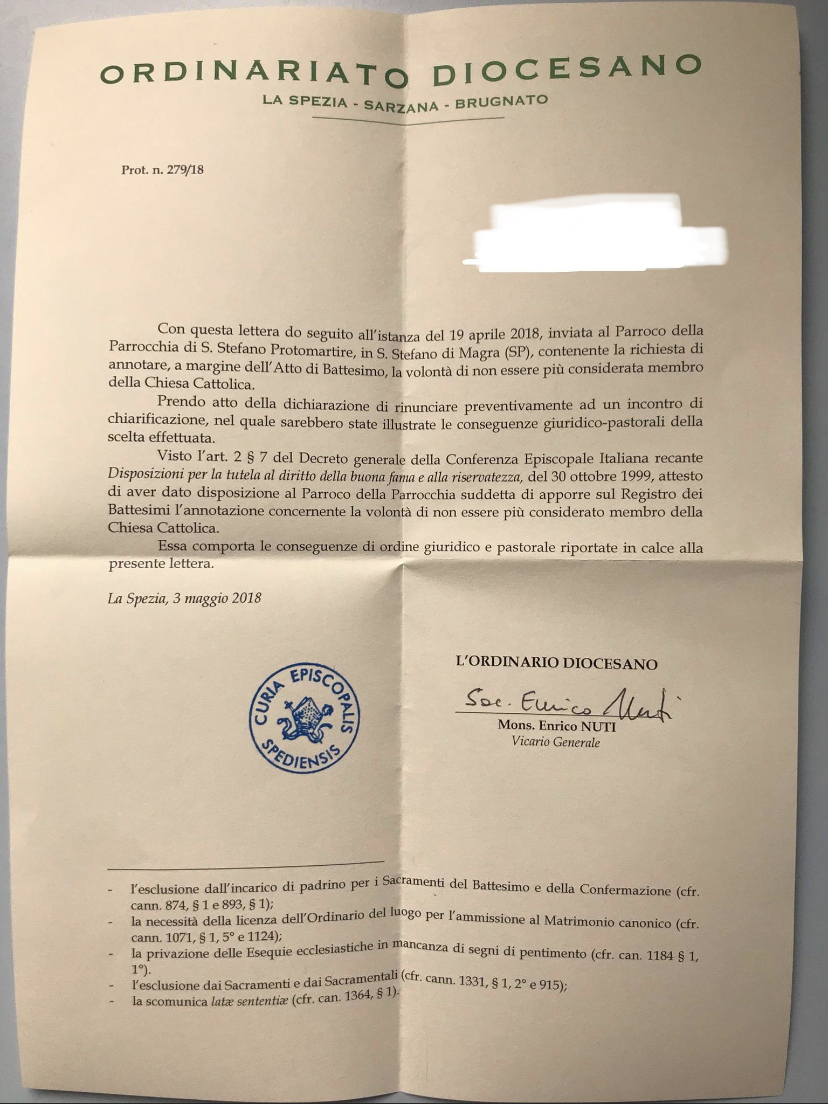 ORDINARIATO DIOCESANO
LA SPEZIA - SARZANA - BRUGNATO
Prot. n. 279/18
Con questa lettera do seguito all'istanza del 19 aprile 2018, inviata al Parroco della
Parrocchia di S. Stefano Protomartire, in S. Stefano di Magra (SP), contenente la richiesta di
annotare, a margine dell'Atto di Battesimo, la volontà di non essere più considerata membro
della Chiesa Cattolica.
Prendo atto della dichiarazione di rinunciare preventivamente ad un incontro di
chiarificazione, nel quale sarebbero state illustrate le conseguenze giuridico-pastorali della
scelta effettuata.
Visto l'art. 2 § 7 del Decreto generale della Conferenza Episcopale Italiana recante
Disposizioni per la tutela al diritto della buona fama e alla riservatezza, del 30 ottobre 1999, attesto
di aver dato disposizione al Parroco della Parrocchia suddetta di apporre sul Registro dei
Battesimi l'annotazione concernente la volontà di non essere più considerato membro della
Chiesa Cattolica.
Essa comporta le conseguenze di ordine giuridico e pastorale riportate in calce alla
presente lettera.
La Spezia, 3 maggio 2018
CURIA EPISCOPALIS
SPEDIENSIS
L'ORDINARIO DIOCESANO
Sac. Enrico Nuti
Mons. Enrico NUTI
Vicario Generale
- l'esclusione dall'incarico di padrino per i Sacramenti del Battesimo e della Confermazione (cfr.
cann. 874, § 1 e 893, § 1);
- la necessità della licenza dell'Ordinario del luogo per l'ammissione al Matrimonio canonico (cfr.
cann. 1071, § 1, 5° e 1124);
- la privazione delle Esequie ecclesiastiche in mancanza di segni di pentimento (cfr. can. 1184 § 1,
1°).
- l'esclusione dai Sacramenti e dai Sacramentali (cfr. cann. 1331, § 1, 2° e 915);
- la scomunica latæ sententiæ (cfr. can. 1364, § 1).